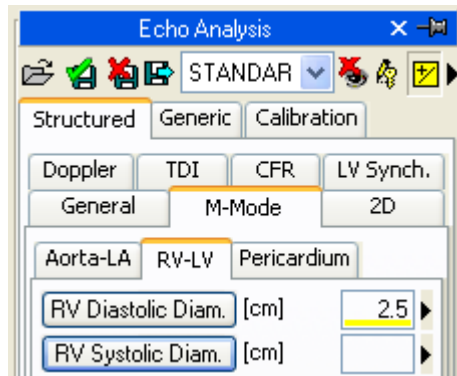 Echo Analysis
STANDAR
Structured Generic Calibration
Doppler TDI CFR LV Synch.
General M-Mode 2D
Aorta-LA RV-LV Pericardium
RV Diastolic Diam. [cm] 2.5
RV Systolic Diam. [cm]